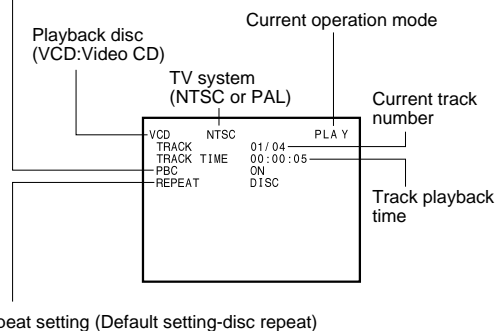 Current operation mode
Playback disc
(VCD:Video CD)
TV system
(NTSC or PAL)
Current track
number
VCD NTSC PLAY
TRACK 01/04
TRACK TIME 00:00:05
PBC ON
REPEAT DISC
Track playback
time
setting (Default setting-disc repeat)